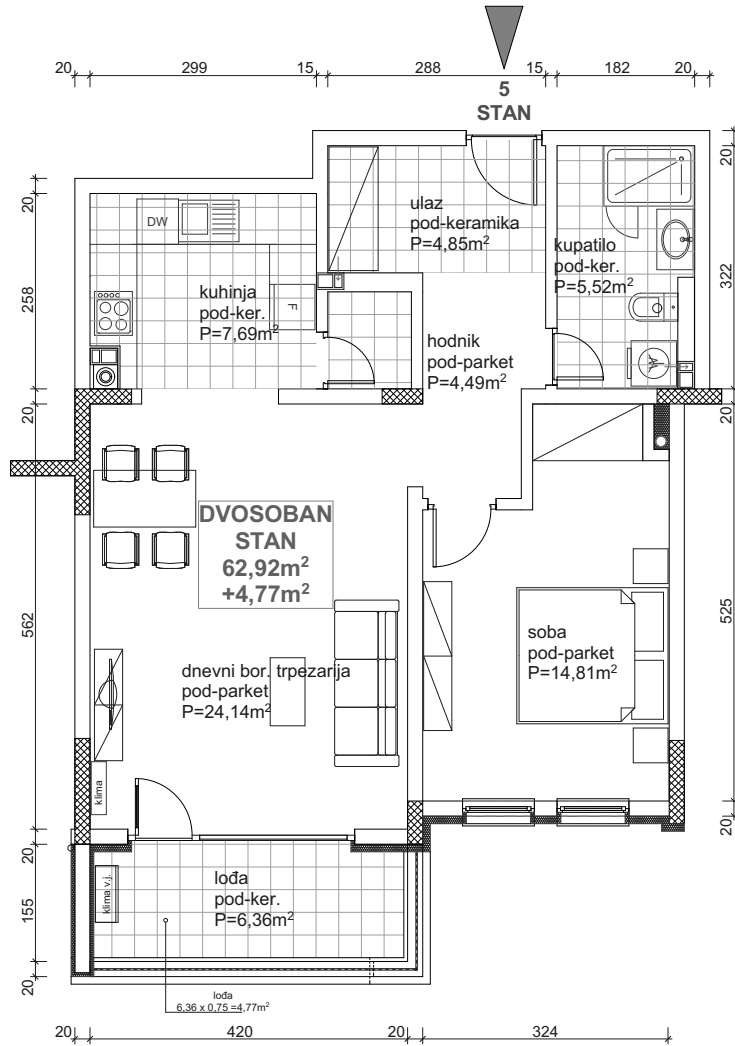 20 299 15 288 15 182 20
5
STAN
20
258
20
562
20
155
20
20
322
20
525
20
DW
ulaz
pod-keramika
P=4,85m²
kupatilo
pod-ker.
P=5,52m²
kuhinja
pod-ker.
P=7,69m²
F
hodnik
pod-parket
P=4,49m²
DVOSOBAN
STAN
62,92m²
+4,77m²
soba
pod-parket
P=14,81m²
dnevni bor. trpezarija
pod-parket
P=24,14m²
klima
klima v.j.
lođa
pod-ker.
P=6,36m²
lođa
6,36 x 0,75 =4,77m²
20 420 20 324